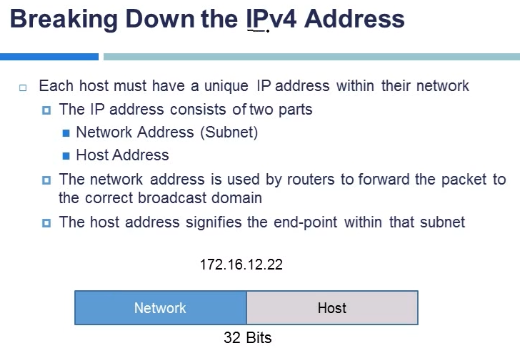 Breaking Down the IPv4 Address
Each host must have a unique IP address within their network
The IP address consists of two parts
Network Address (Subnet)
Host Address
The network address is used by routers to forward the packet to
the correct broadcast domain
The host address signifies the end-point within that subnet
172.16.12.22
Network Host
32 Bits